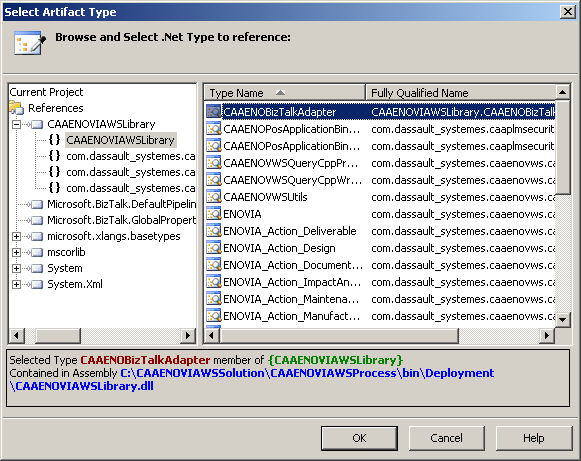 Select Artifact Type
Browse and Select .Net Type to reference:
Current Project
References
CAAENOVIAWSLibrary
CAAENOVIAWSLibrary
com.dassault_systemes.ca
com.dassault_systemes.ca
com.dassault_systemes.ca
Microsoft.BizTalk.DefaultPipelin
Microsoft.BizTalk.GlobalPropert
microsoft.xlangs.basetypes
mscorlib
System
System.Xml
Type Name Fully Qualified Name
CAAENOBizTalkAdapter CAAENOVIAWSLibrary.CAAENOBizTalk
CAAENOPosApplicationBin... com.dassault_systemes.caaplmsecurit
CAAENOPosApplicationBin... com.dassault_systemes.caaplmsecurit
CAAENOVWSQueryCppPr... com.dassault_systemes.caaenovws.ca
CAAENOVWSQueryCppWr... com.dassault_systemes.caaenovws.ca
CAAENOVWSUtils com.dassault_systemes.caaenovws.ca
ENOVIA com.dassault_systemes.caaenovws.ca
ENOVIA_Action_Deliverable com.dassault_systemes.caaenovws.ca
ENOVIA_Action_Design com.dassault_systemes.caaenovws.ca
ENOVIA_Action_Document... com.dassault_systemes.caaenovws.ca
ENOVIA_Action_ImpactAn... com.dassault_systemes.caaenovws.ca
ENOVIA_Action_Maintena... com.dassault_systemes.caaenovws.ca
ENOVIA_Action_Manufact... com.dassault_systemes.caaenovws.ca
Selected Type CAAENOBizTalkAdapter member of {CAAENOVIAWSLibrary}
Contained in Assembly C:\CAAENOVIAWSSolution\CAAENOVIAWSProcess\bin\Deployment
\CAAENOVIAWSLibrary.dll
OK Cancel Help